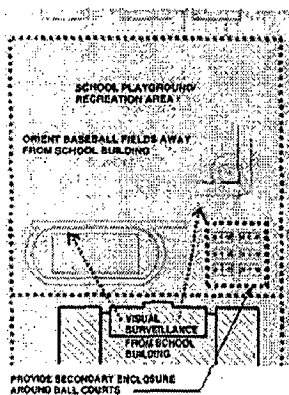 SCHOOL PLAYGROUND/
RECREATION AREA
ORIENT BASEBALL FIELDS AWAY
FROM SCHOOL BUILDING
VISUAL
SURVEILLANCE
FROM SCHOOL
BUILDING
PROVIDE SECONDARY ENCLOSURE
AROUND BALL COURTS